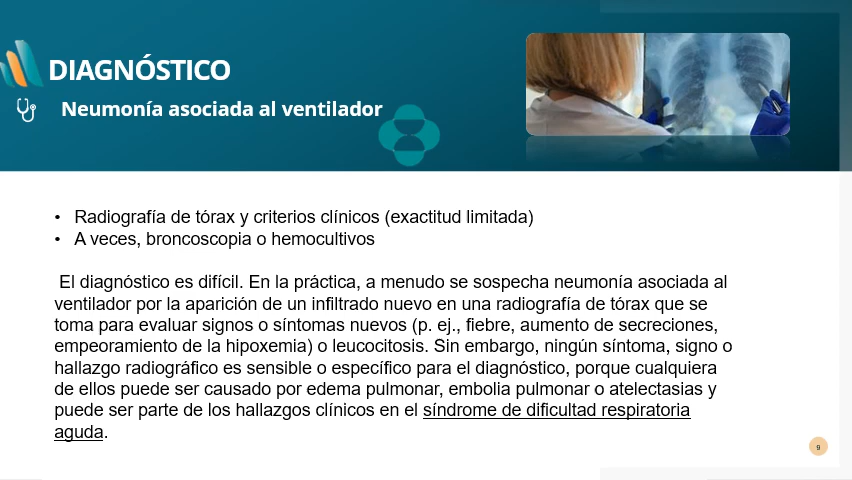 DIAGNÓSTICO
Neumonía asociada al ventilador
• Radiografía de tórax y criterios clínicos (exactitud limitada)
• A veces, broncoscopia o hemocultivos
El diagnóstico es difícil. En la práctica, a menudo se sospecha neumonía asociada al
ventilador por la aparición de un infiltrado nuevo en una radiografía de tórax que se
toma para evaluar signos o síntomas nuevos (p. ej., fiebre, aumento de secreciones,
empeoramiento de la hipoxemia) o leucocitosis. Sin embargo, ningún síntoma, signo o
hallazgo radiográfico es sensible o específico para el diagnóstico, porque cualquiera
de ellos puede ser causado por edema pulmonar, embolia pulmonar o atelectasias y
puede ser parte de los hallazgos clínicos en el síndrome de dificultad respiratoria
aguda.
9